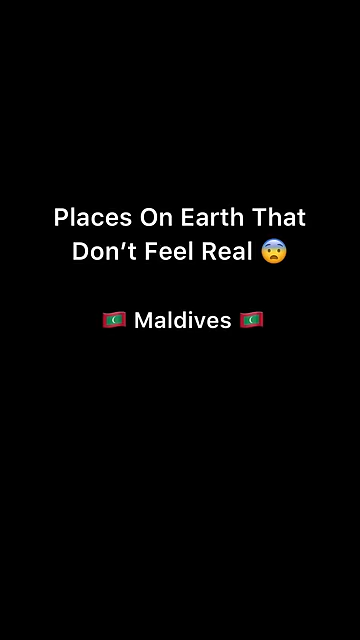 Places On Earth That
Don’t Feel Real 😨
🇲🇻 Maldives 🇲🇻